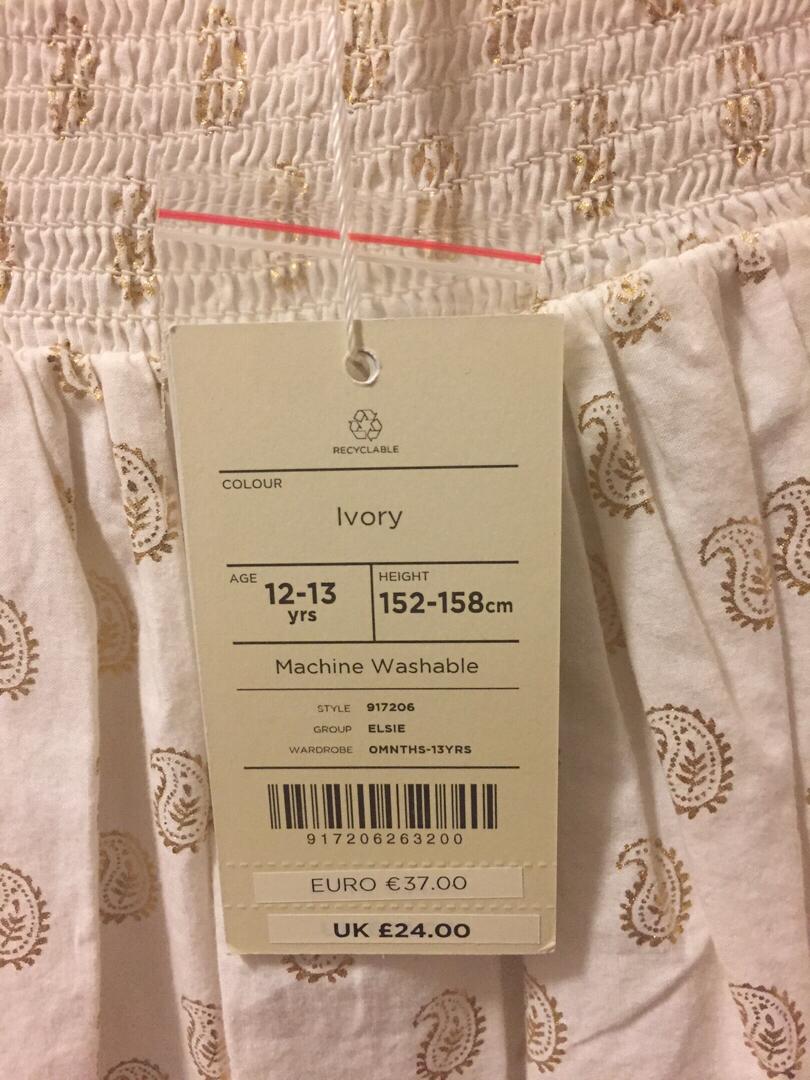 RECYCLABLE
COLOUR
Ivory
AGE 12-13 yrs
HEIGHT 152-158cm
Machine Washable
STYLE 917206
GROUP ELSIE
WARDROBE 0MNTHS-13YRS
917206263200
EURO €37.00
UK £24.00